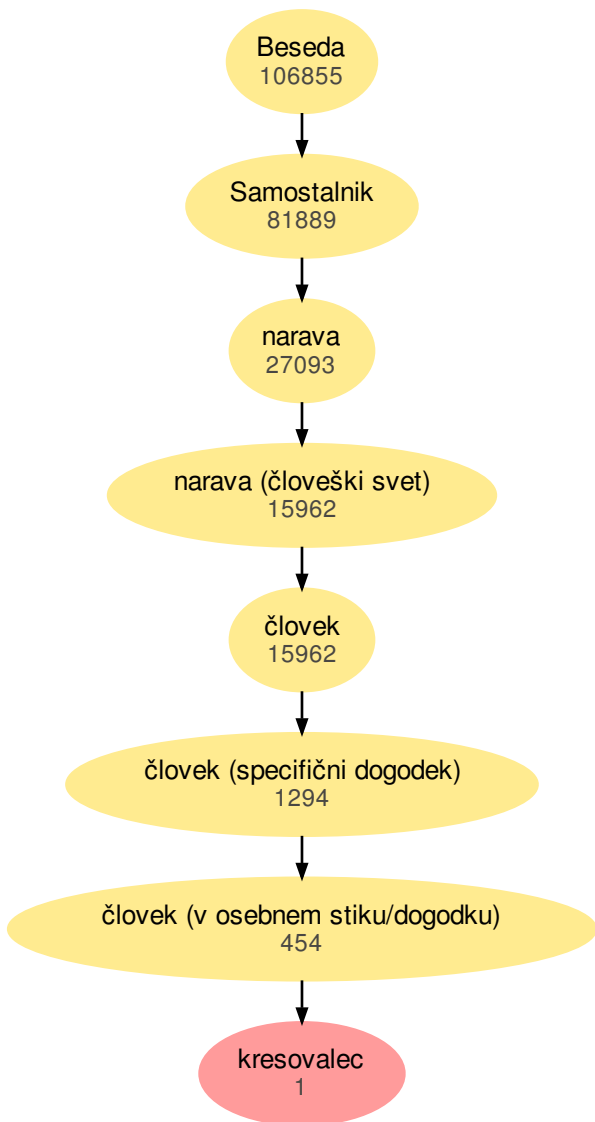 Beseda
106855
Samostalnik
81889
narava
27093
narava (človeški svet)
15962
človek
15962
človek (specifični dogodek)
1294
človek (v osebnem stiku/dogodku)
454
kresovalec
1